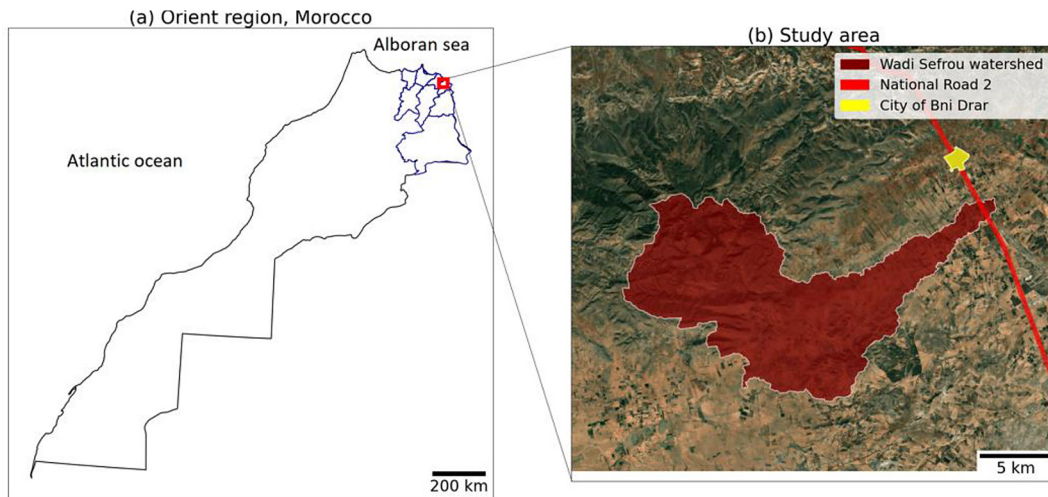 (a) Orient region, Morocco
Alboran sea
Atlantic ocean
200 km
(b) Study area
Wadi Sefrou watershed
National Road 2
City of Bni Drar
5 km